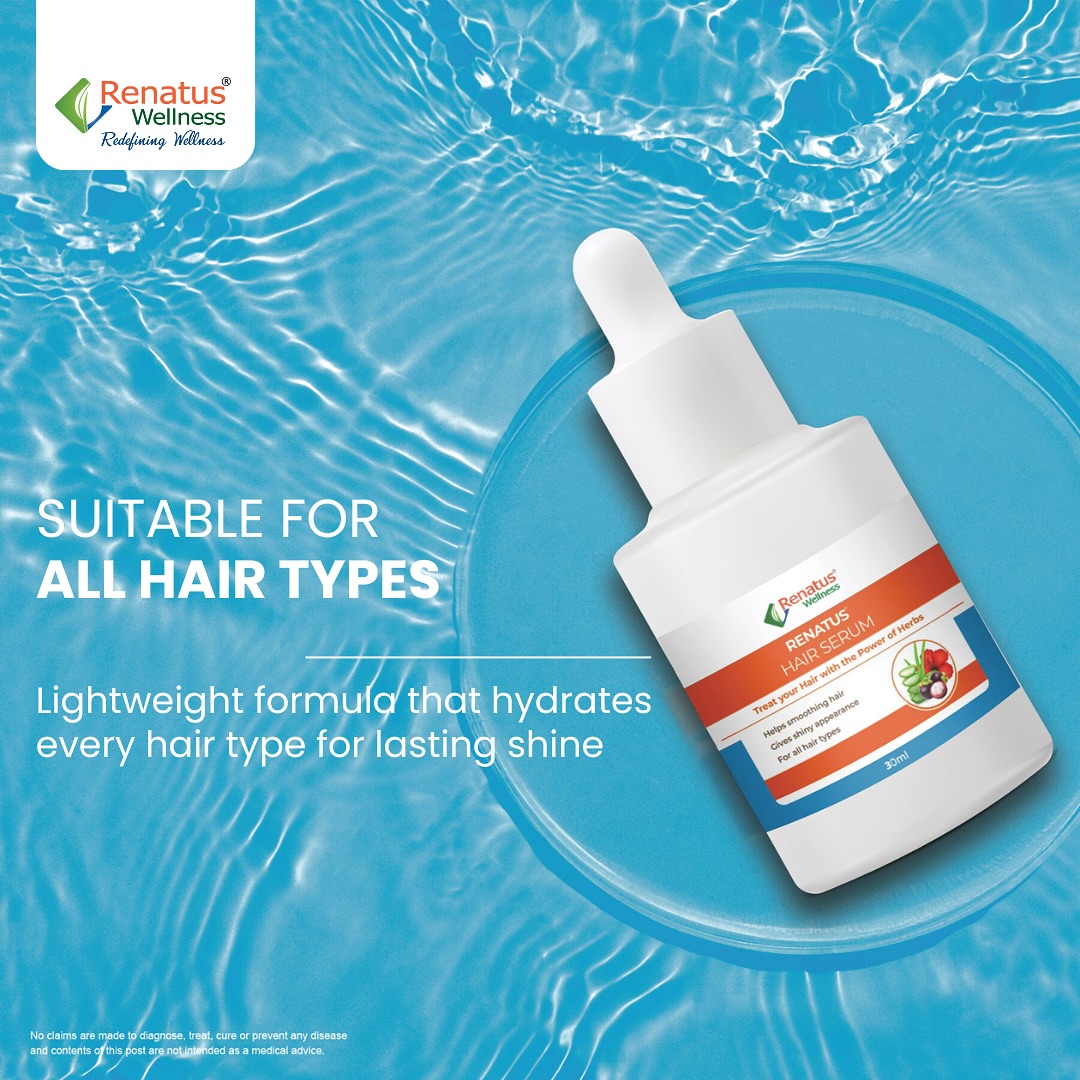 Renatus®
Wellness
Redefining Wellness
SUITABLE FOR
ALL HAIR TYPES
Lightweight formula that hydrates
every hair type for lasting shine
Renatus®
Wellness
RENATUS
HAIR SERUM
Treat your Hair with the Power of Herbs
Helps smoothing hair
Gives shiny appearance
For all hair types
30ml
No claims are made to diagnose, treat, cure or prevent any disease
and contents of this post are not intended as a medical advice.